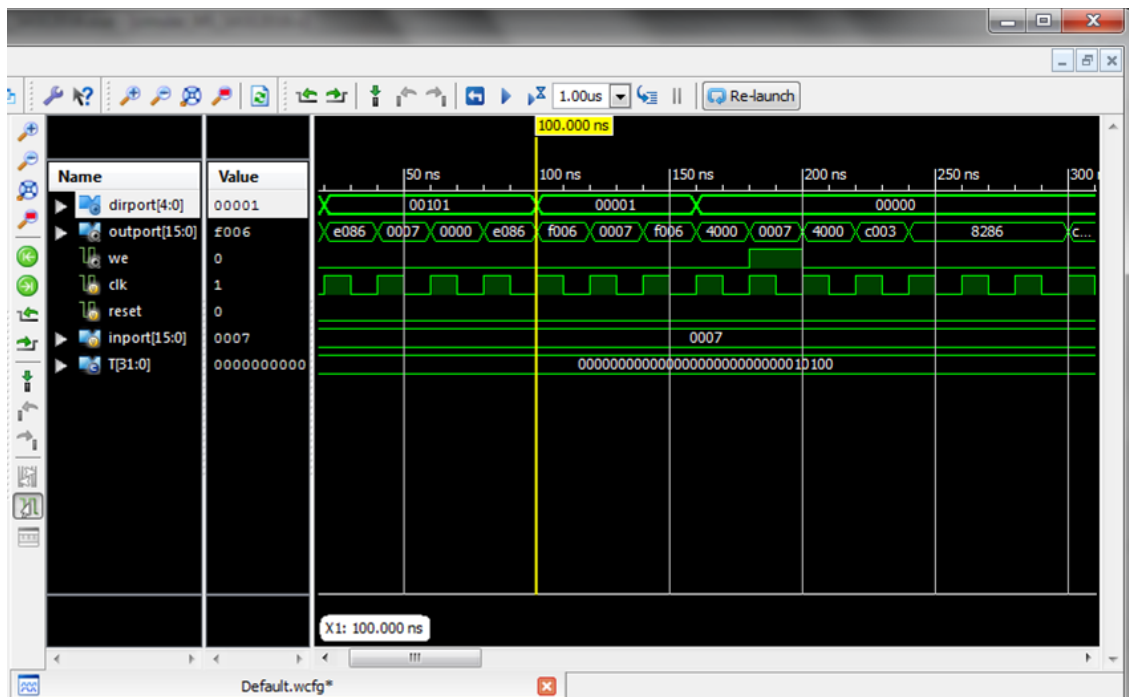 1.00us Re-launch
100.000 ns
Name Value
50 ns 100 ns 150 ns 200 ns 250 ns 300
dirport[4:0] 00001 00101 00001 00000
outport[15:0] f006 e086 0007 0000 e086 f006 0007 f006 4000 0007 4000 c003 8286 c...
we 0
clk 1
reset 0
inport[15:0] 0007 0007
T[31:0] 0000000000 00000000000000000000000000010100
X1: 100.000 ns
Default.wcfg*